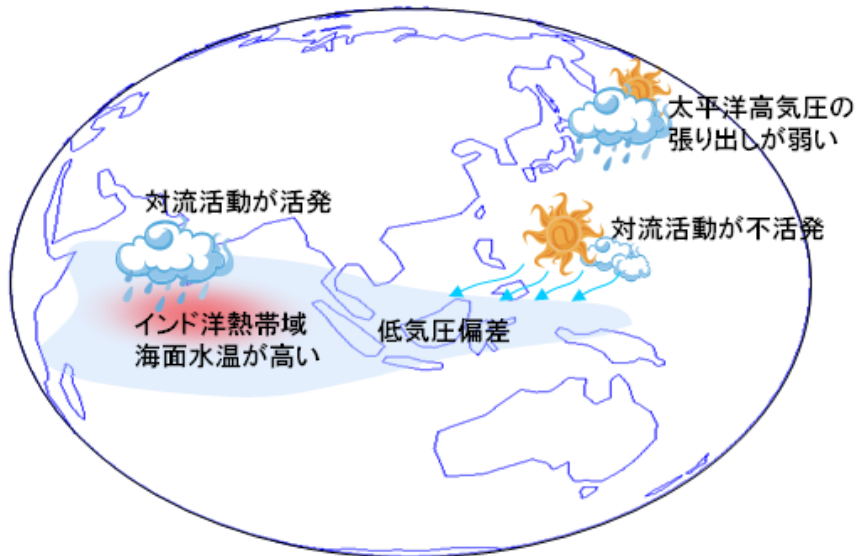 太平洋高気圧の
張り出しが弱い
対流活動が活発
対流活動が不活発
インド洋熱帯域
海面水温が高い
低気圧偏差